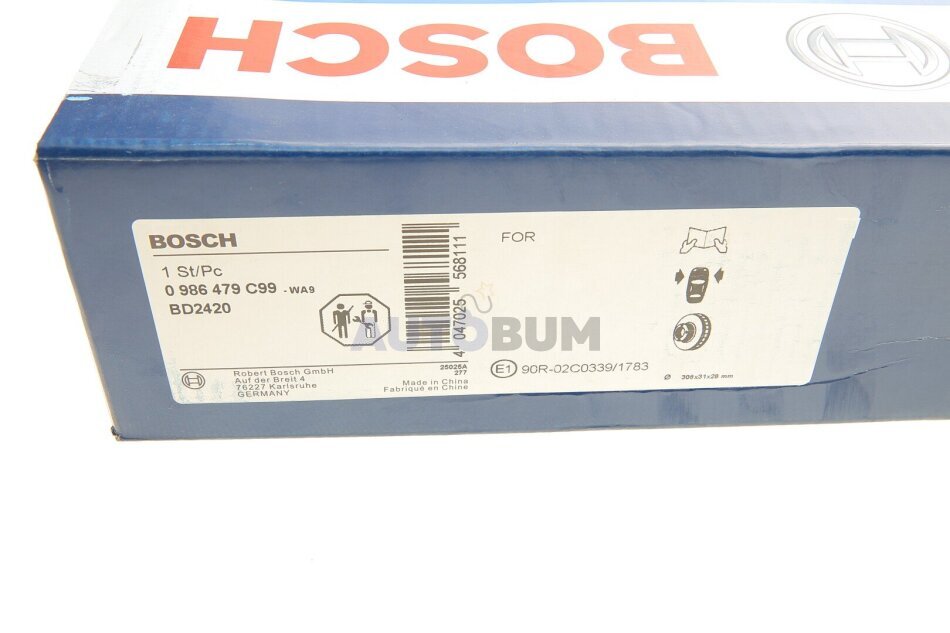 BOSCH
BOSCH
1 St/Pc
0 986 479 C99 -WA9
BD2420
4 047025 568111
FOR
AUTOBUM
Robert Bosch GmbH
Auf der Breit 4
76227 Karlsruhe
GERMANY
25025A
277
Made in China
Fabriqué en Chine
E1 90R-02C0339/1783
Ø 306x31x28 mm